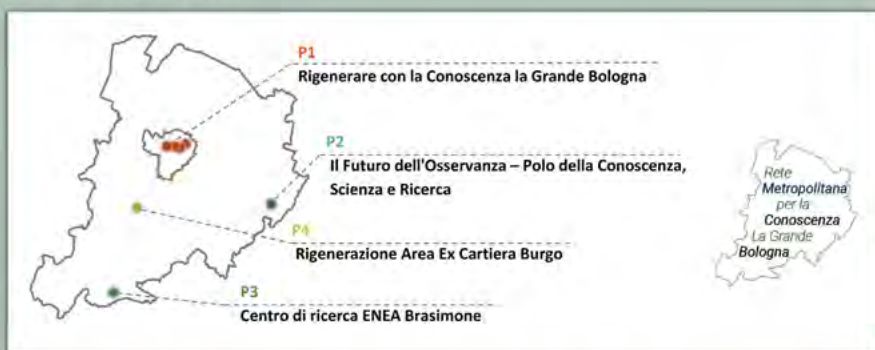 P1
Rigenerare con la Conoscenza la Grande Bologna
P2
Il Futuro dell'Osservanza – Polo della Conoscenza,
Scienza e Ricerca
P4
Rigenerazione Area Ex Cartiera Burgo
P3
Centro di ricerca ENEA Brasimone
Rete
Metropolitana
per la
Conoscenza
La Grande
Bologna